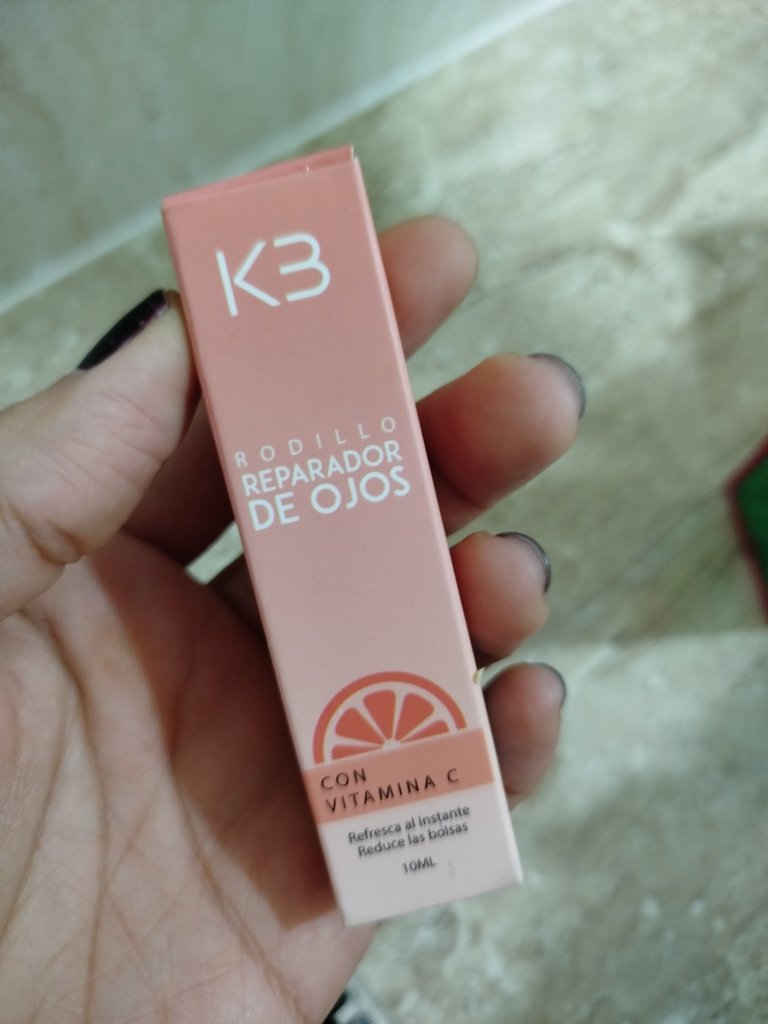 K3
RODILLO
REPARADOR
DE OJOS
CON
VITAMINA C
Refresca al instante
Reduce las bolsas
10ML